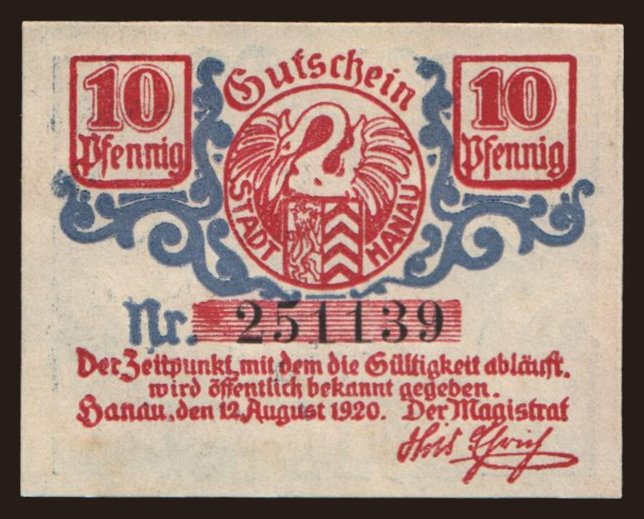 10 Pfennig
Gutschein
10 Pfennig
STADT HANAU
Nr. 251139
Der Zeitpunkt, mit dem die Gültigkeit abläuft,
wird öffentlich bekannt gegeben.
Hanau, den 12. August 1920. Der Magistrat